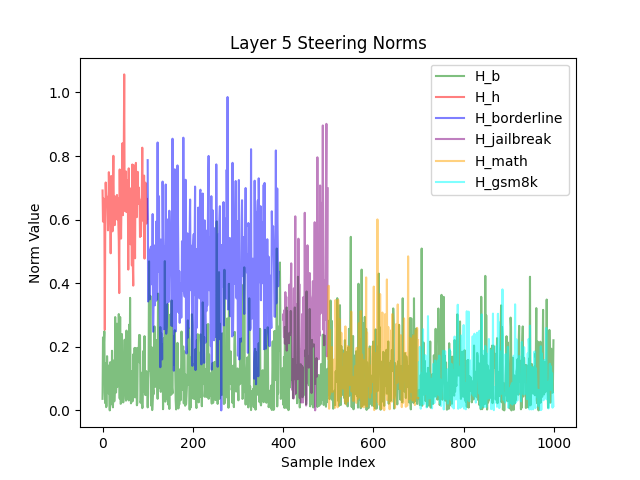 Layer 5 Steering Norms
H_b
H_h
H_borderline
H_jailbreak
H_math
H_gsm8k
Norm Value
1.0
0.8
0.6
0.4
0.2
0.0
0 200 400 600 800 1000
Sample Index